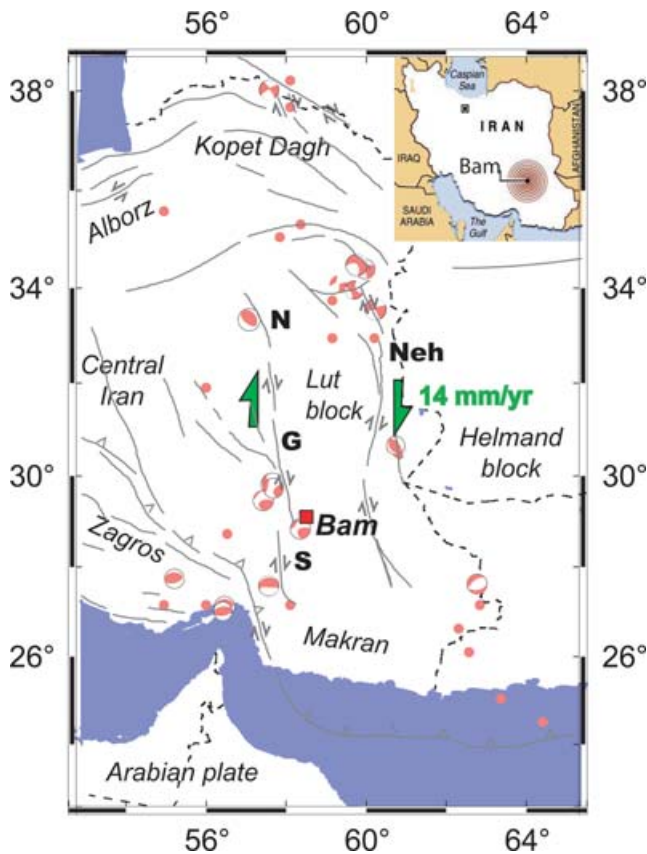 56° 60° 64°
38°
Caspian
Sea
IRAN
IRAQ
AFGHANISTAN
Bam
SAUDI
ARABIA
The
Gulf
Kopet Dagh
Alborz
34°
N
Neh
Central
Iran
Lut
block
14 mm/yr
G
Helmand
block
30°
Bam
Zagros
S
Makran
26°
Arabian plate
56° 60° 64°
38°
34°
30°
26°